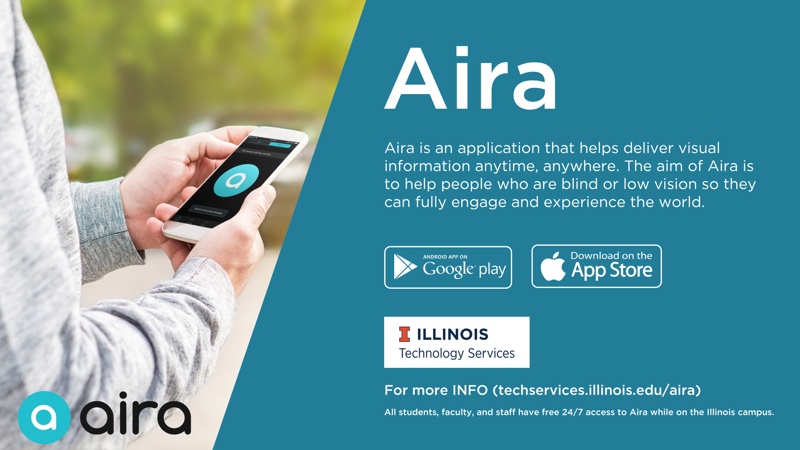 Aira
Aira is an application that helps deliver visual
information anytime, anywhere. The aim of Aira is
to help people who are blind or low vision so they
can fully engage and experience the world.
ANDROID APP ON
Google play
Download on the
App Store
I ILLINOIS
Technology Services
For more INFO (techservices.illinois.edu/aira)
All students, faculty, and staff have free 24/7 access to Aira while on the Illinois campus.
a
a aira